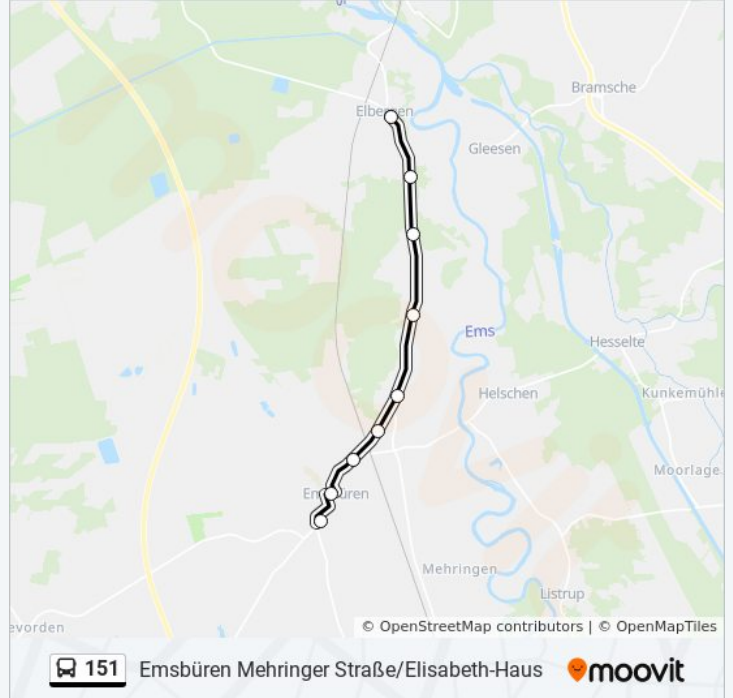 Bramsche
Elbergen
Gleesen
Ems
Hesselte
Helschen
Moorlage
Emsbüren
Mehringen
Listrup
evorden
© OpenStreetMap contributors | © OpenMapTiles
151 Emsbüren Mehringer Straße/Elisabeth-Haus moovit